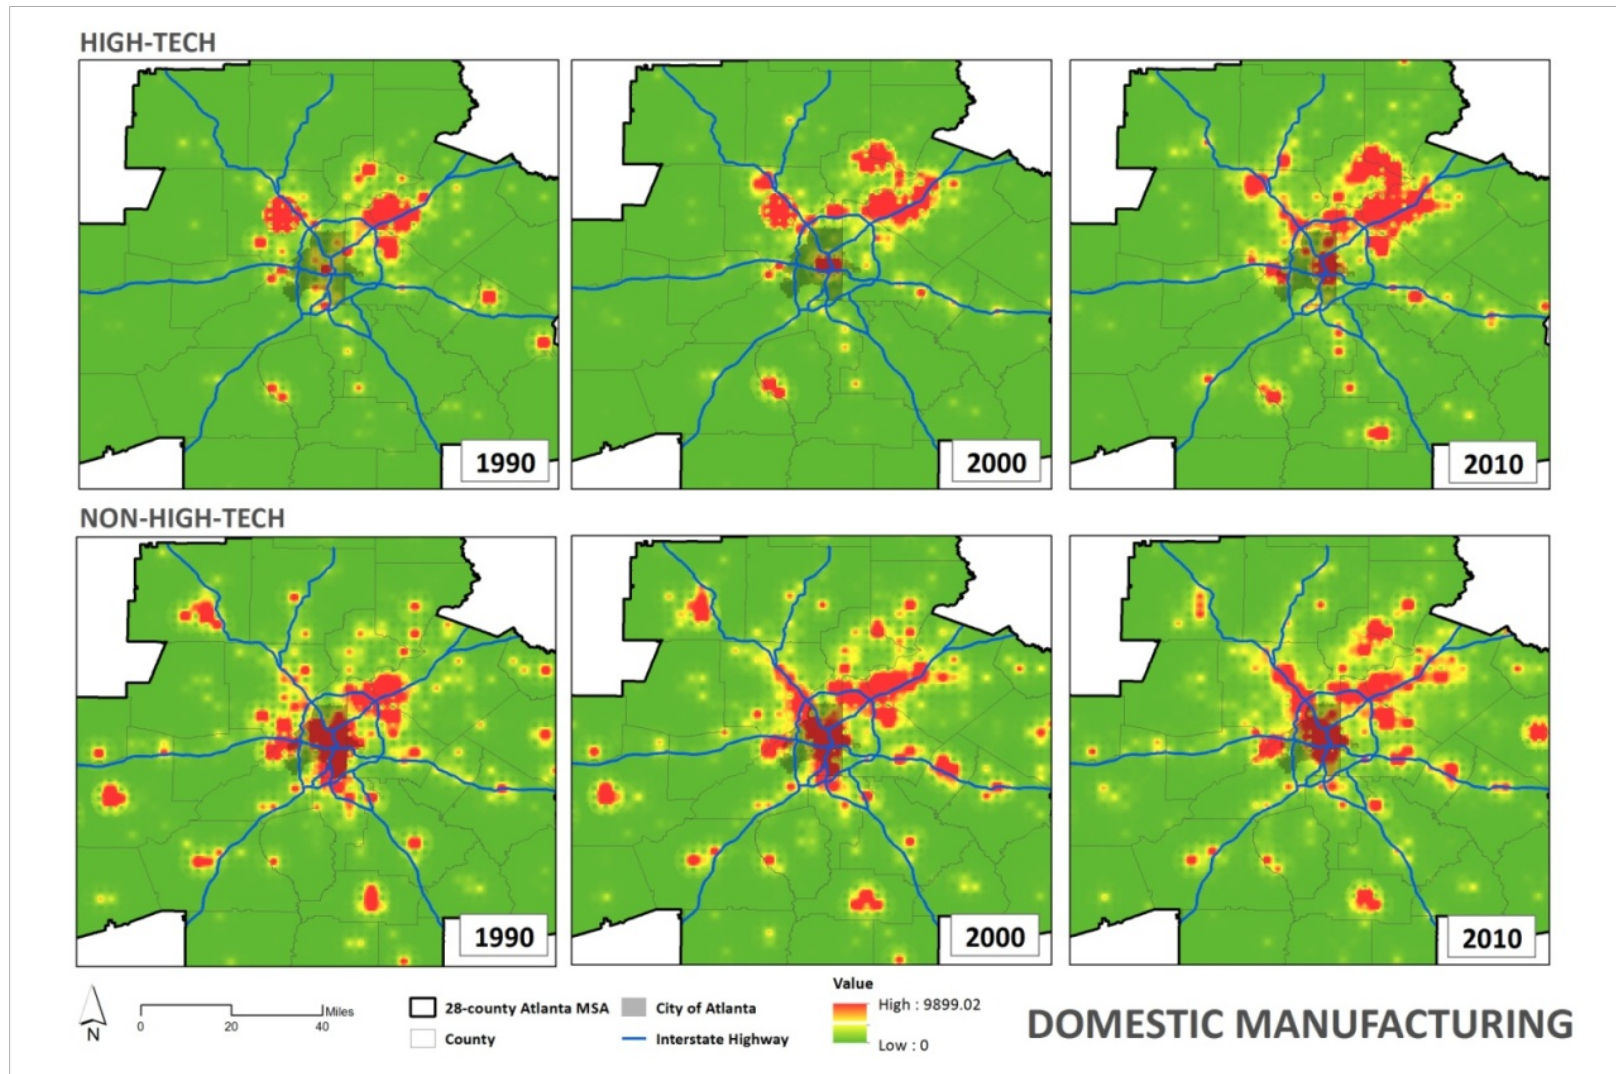 HIGH-TECH
1990
2000
2010
NON-HIGH-TECH
1990
2000
2010
N
0 20 40 Miles
28-county Atlanta MSA
County
City of Atlanta
Interstate Highway
Value
High : 9899.02
Low : 0
DOMESTIC MANUFACTURING